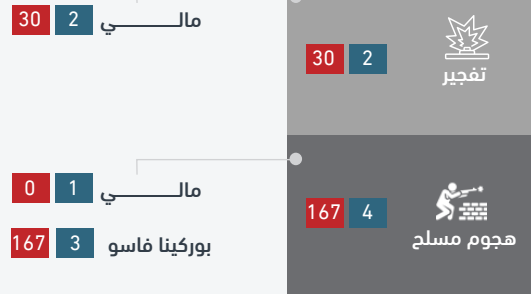 2 30
تفجير
مالـــــــي 2 30
4 167
هجوم مسلح
مالـــــــي 1 0
بوركينا فاسو 3 167